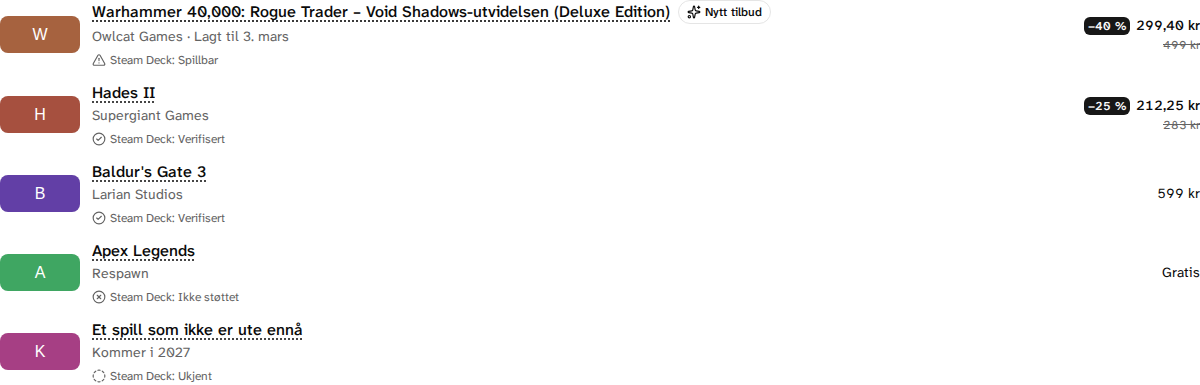 W
Warhammer 40,000: Rogue Trader – Void Shadows-utvidelsen (Deluxe Edition) Nytt tilbud
Owlcat Games · Lagt til 3. mars
Steam Deck: Spillbar
−40 % 299,40 kr
499 kr
H
Hades II
Supergiant Games
Steam Deck: Verifisert
−25 % 212,25 kr
283 kr
B
Baldur's Gate 3
Larian Studios
Steam Deck: Verifisert
599 kr
A
Apex Legends
Respawn
Steam Deck: Ikke støttet
Gratis
K
Et spill som ikke er ute ennå
Kommer i 2027
Steam Deck: Ukjent